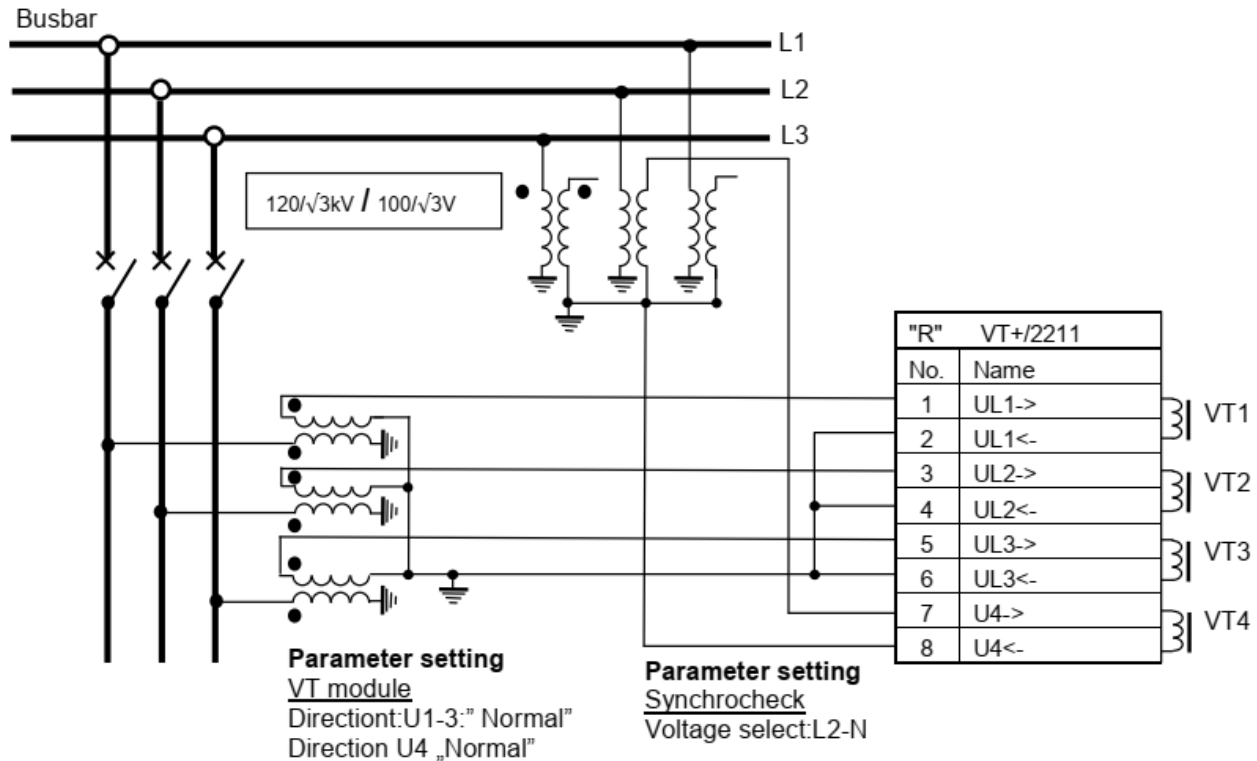 Busbar
L1
L2
L3
120/√3kV / 100/√3V
"R" VT+/2211
No. Name
1 UL1->
2 UL1<-
VT1
3 UL2->
4 UL2<-
VT2
5 UL3->
6 UL3<-
VT3
7 U4->
8 U4<-
VT4
Parameter setting
VT module
Directiont:U1-3:” Normal”
Direction U4 „Normal”
Parameter setting
Synchrocheck
Voltage select:L2-N